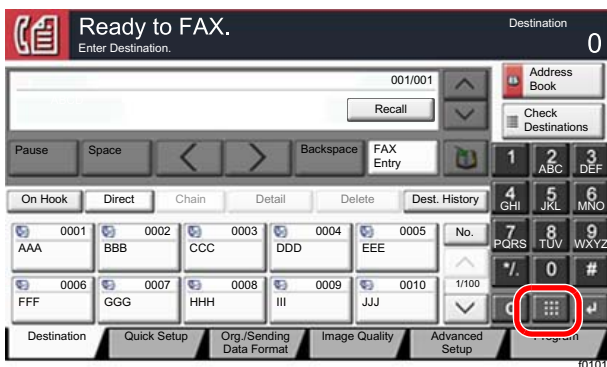 Ready to FAX.
Enter Destination.
Destination
0
001/001
Recall
Address
Book
Check
Destinations
Pause
Space
Backspace
FAX
Entry
1
2
ABC
3
DEF
On Hook
Direct
Chain
Detail
Delete
Dest. History
4
GHI
5
JKL
6
MNO
0001
AAA
0002
BBB
0003
CCC
0004
DDD
0005
EEE
No.
7
PQRS
8
TUV
9
WXYZ
0006
FFF
0007
GGG
0008
HHH
0009
III
0010
JJJ
1/100
*/.
0
#
C
Destination
Quick Setup
Org./Sending
Data Format
Image Quality
Advanced
Setup
Program
f0101